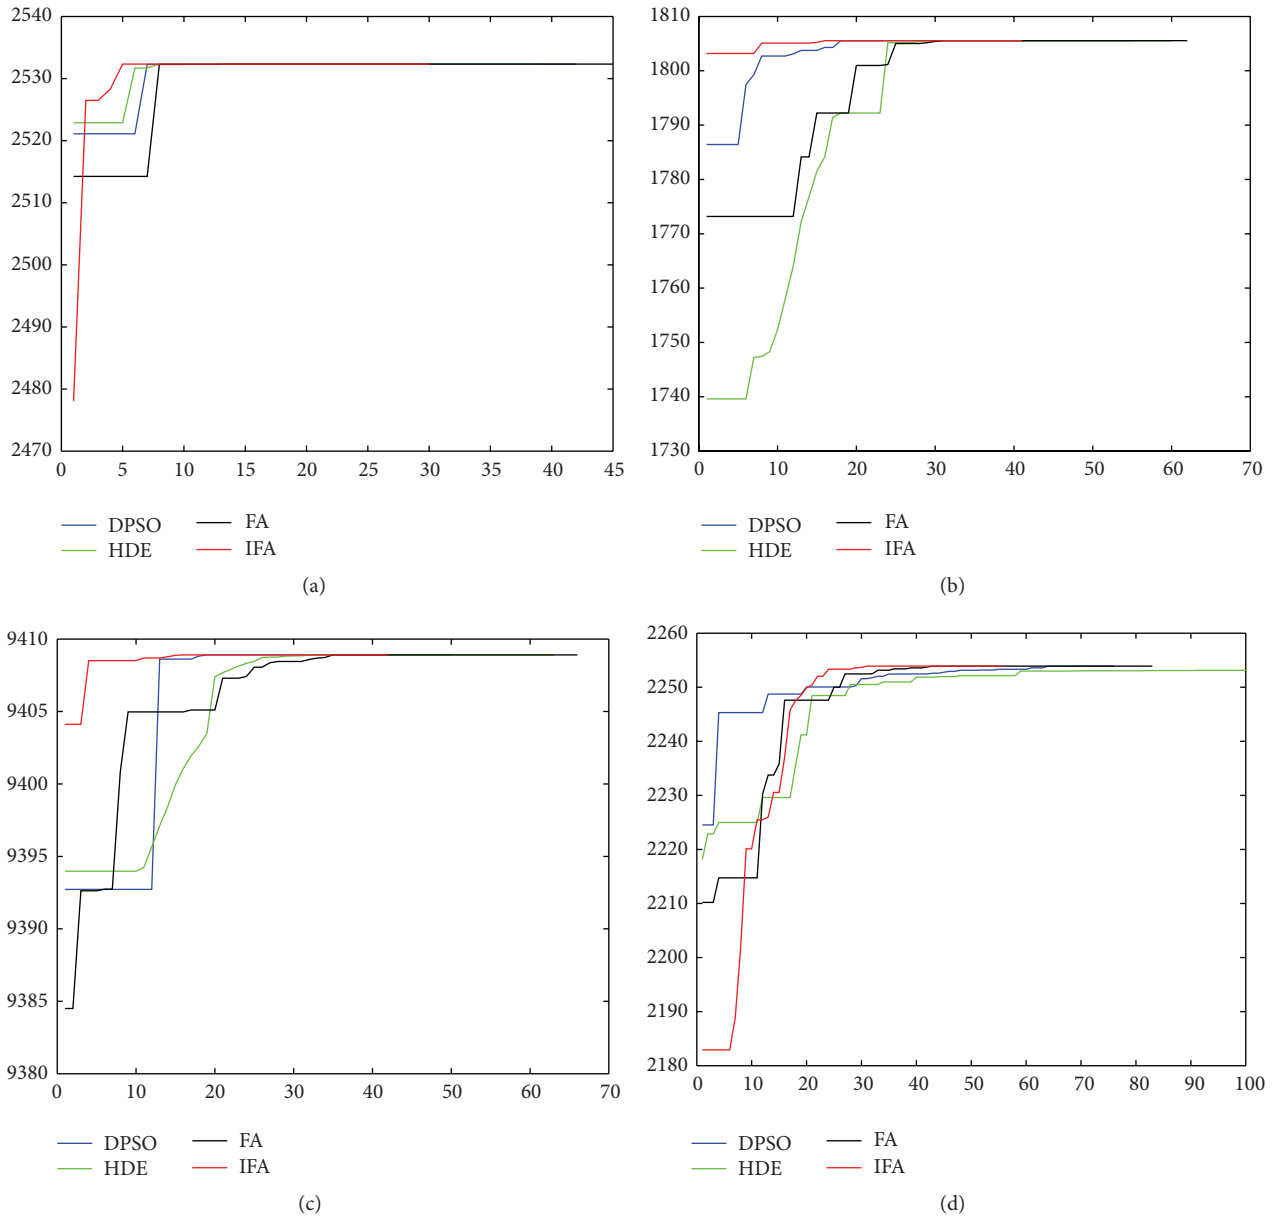 2540
2530
2520
2510
2500
2490
2480
2470
0 5 10 15 20 25 30 35 40 45
DPSO FA
HDE IFA
(a)
1810
1800
1790
1780
1770
1760
1750
1740
1730
0 10 20 30 40 50 60 70
DPSO FA
HDE IFA
(b)
9410
9405
9400
9395
9390
9385
9380
0 10 20 30 40 50 60 70
DPSO FA
HDE IFA
(c)
2260
2250
2240
2230
2220
2210
2200
2190
2180
0 10 20 30 40 50 60 70 80 90 100
DPSO FA
HDE IFA
(d)